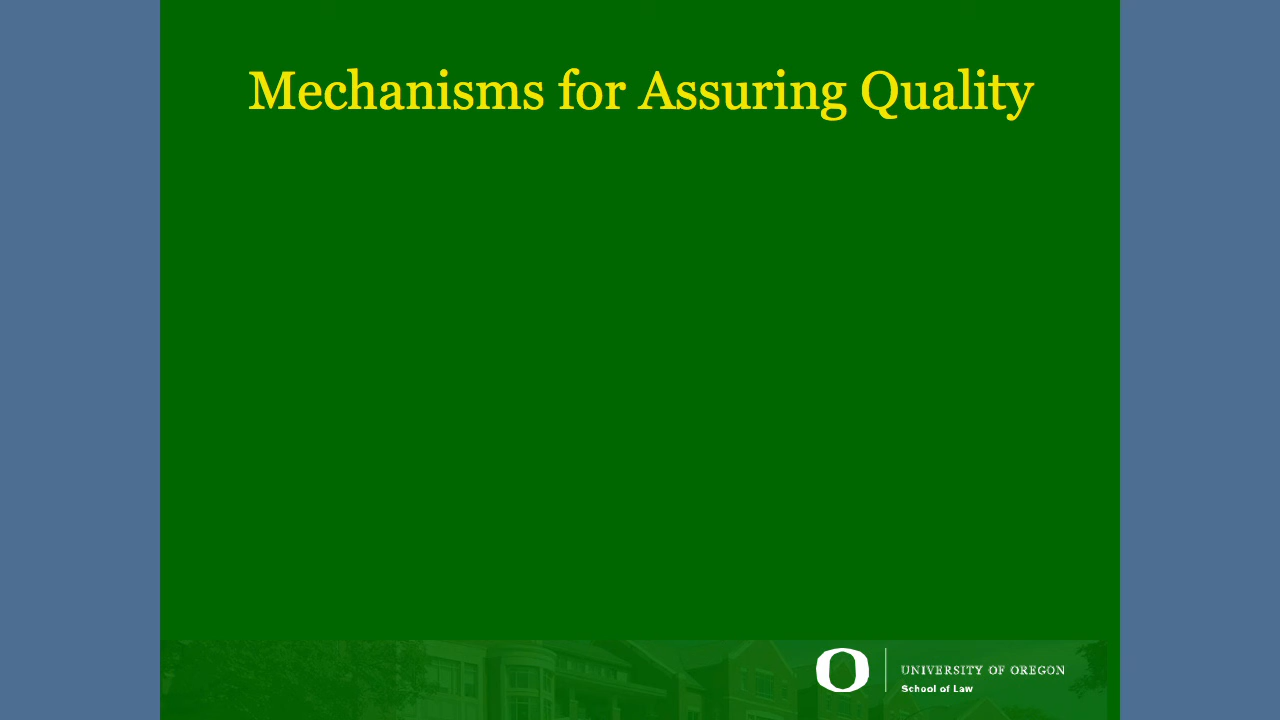 Mechanisms for Assuring Quality
UNIVERSITY OF OREGON
School of Law